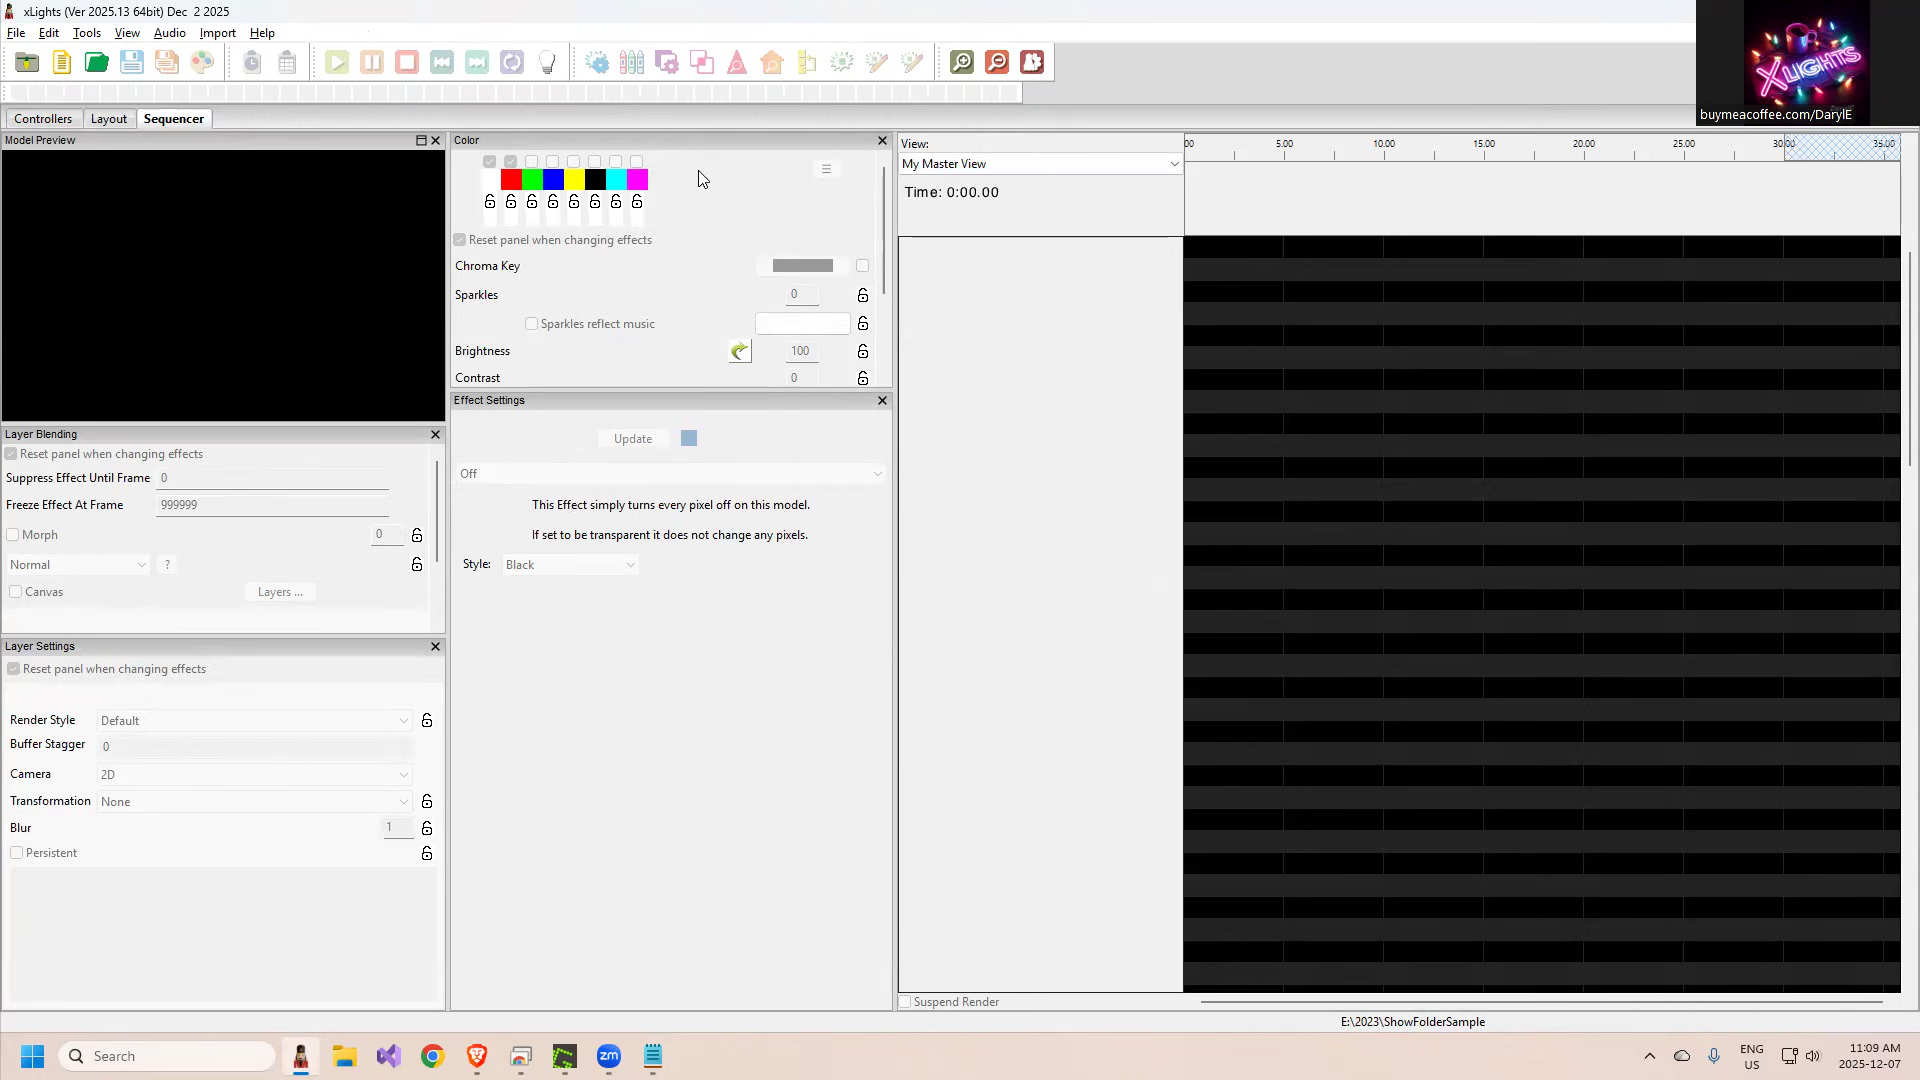 xLights (Ver 2025.13 64bit) Dec 2 2025
File Edit Tools View Audio Import Help
XLIGHTS
buymeacoffee.com/DarylE
Controllers Layout Sequencer
Model Preview
Color
Reset panel when changing effects
Chroma Key
Sparkles 0
Sparkles reflect music
Brightness 100
Contrast 0
Effect Settings
Update
Off
This Effect simply turns every pixel off on this model.
If set to be transparent it does not change any pixels.
Style: Black
Layer Blending
Reset panel when changing effects
Suppress Effect Until Frame 0
Freeze Effect At Frame 999999
Morph 0
Normal ?
Canvas Layers ...
Layer Settings
Reset panel when changing effects
Render Style Default
Buffer Stagger 0
Camera 2D
Transformation None
Blur 1
Persistent
View:
My Master View
Time: 0:00.00
00 5.00 10.00 15.00 20.00 25.00 30.00 35.00
Suspend Render
E:\2023\ShowFolderSample
Search
zm
ENG
US
11:09 AM
2025-12-07